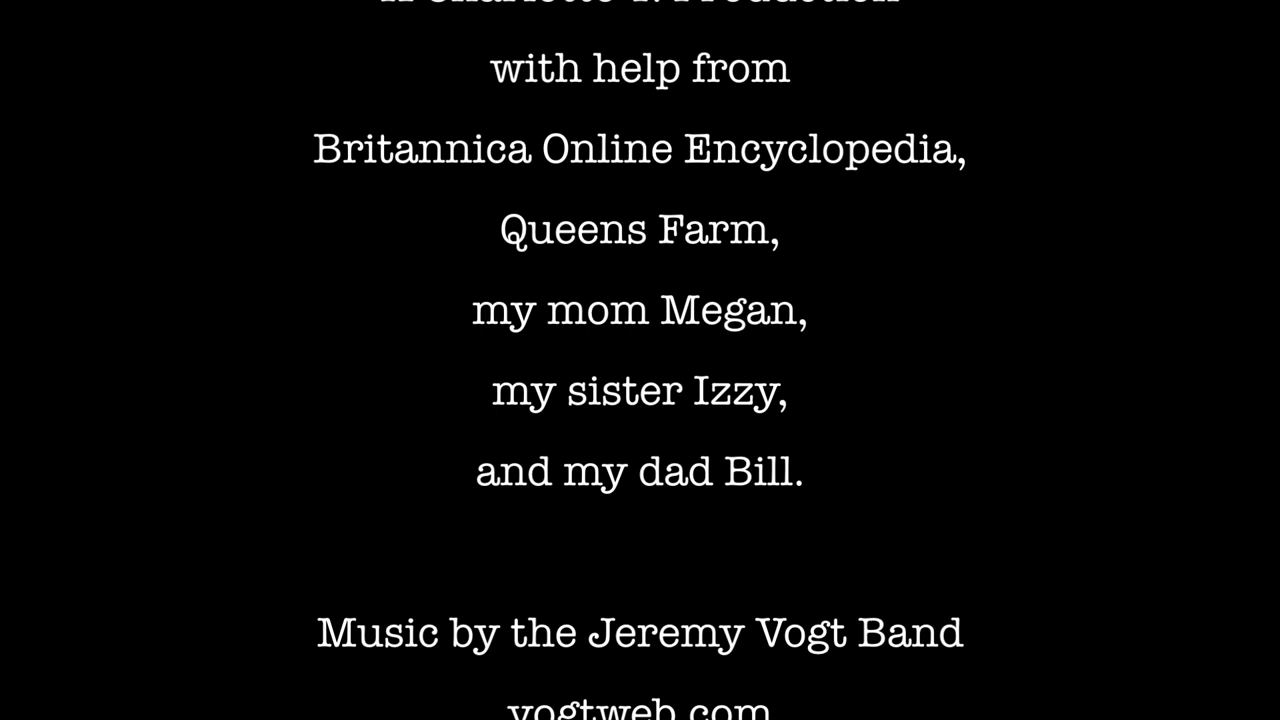 Production
with help from
Britannica Online Encyclopedia,
Queens Farm,
my mom Megan,
my sister Izzy,
and my dad Bill.
Music by the Jeremy Vogt Band
vogtweb.com